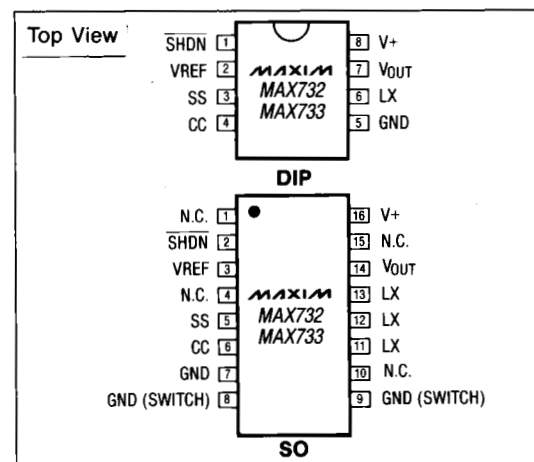 Top View
SHDN 1 8 V+
VREF 2 MAXIM 7 VOUT
SS 3 MAX732 6 LX
CC 4 MAX733 5 GND
DIP
N.C. 1 16 V+
SHDN 2 15 N.C.
VREF 3 14 VOUT
N.C. 4 MAXIM 13 LX
SS 5 MAX732 12 LX
CC 6 MAX733 11 LX
GND 7 10 N.C.
GND (SWITCH) 8 9 GND (SWITCH)
SO